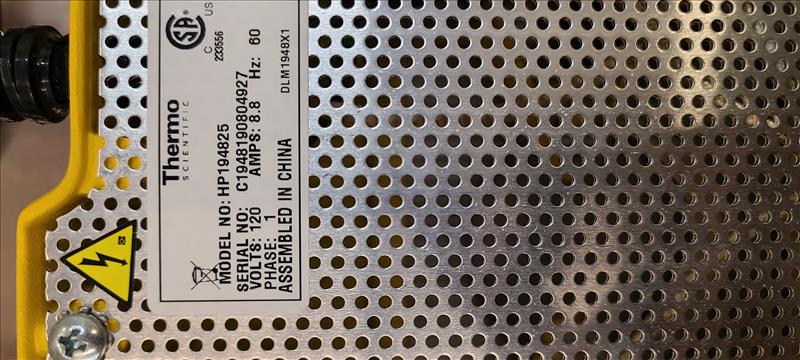 Thermo
SCIENTIFIC
MODEL NO: HP194825
SERIAL NO: C1948190804927
VOLTS: 120 AMPS: 8.8 Hz: 60
PHASE: 1
ASSEMBLED IN CHINA
DLM1948X1
C US
233556